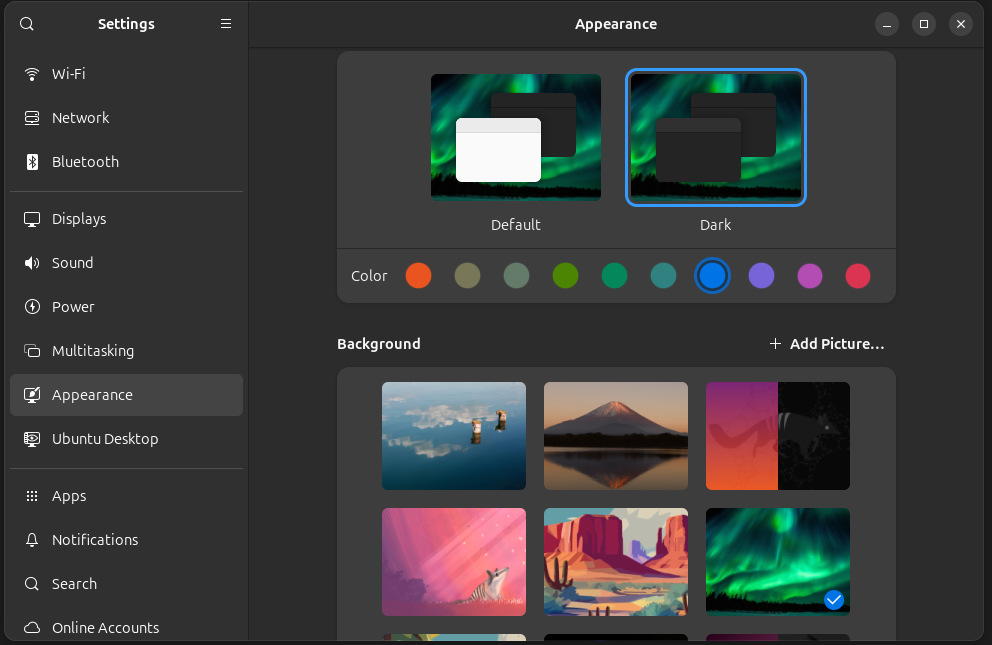 Settings
Appearance
Wi-Fi
Network
Bluetooth
Displays
Sound
Power
Multitasking
Appearance
Ubuntu Desktop
Apps
Notifications
Search
Online Accounts
Default
Dark
Color
Background
+ Add Picture...